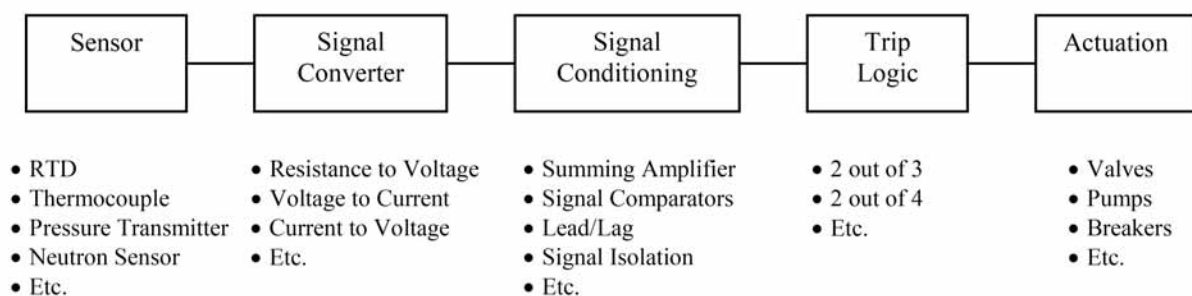 Sensor
Signal
Converter
Signal
Conditioning
Trip
Logic
Actuation
• RTD
• Thermocouple
• Pressure Transmitter
• Neutron Sensor
• Etc.
• Resistance to Voltage
• Voltage to Current
• Current to Voltage
• Etc.
• Summing Amplifier
• Signal Comparators
• Lead/Lag
• Signal Isolation
• Etc.
• 2 out of 3
• 2 out of 4
• Etc.
• Valves
• Pumps
• Breakers
• Etc.